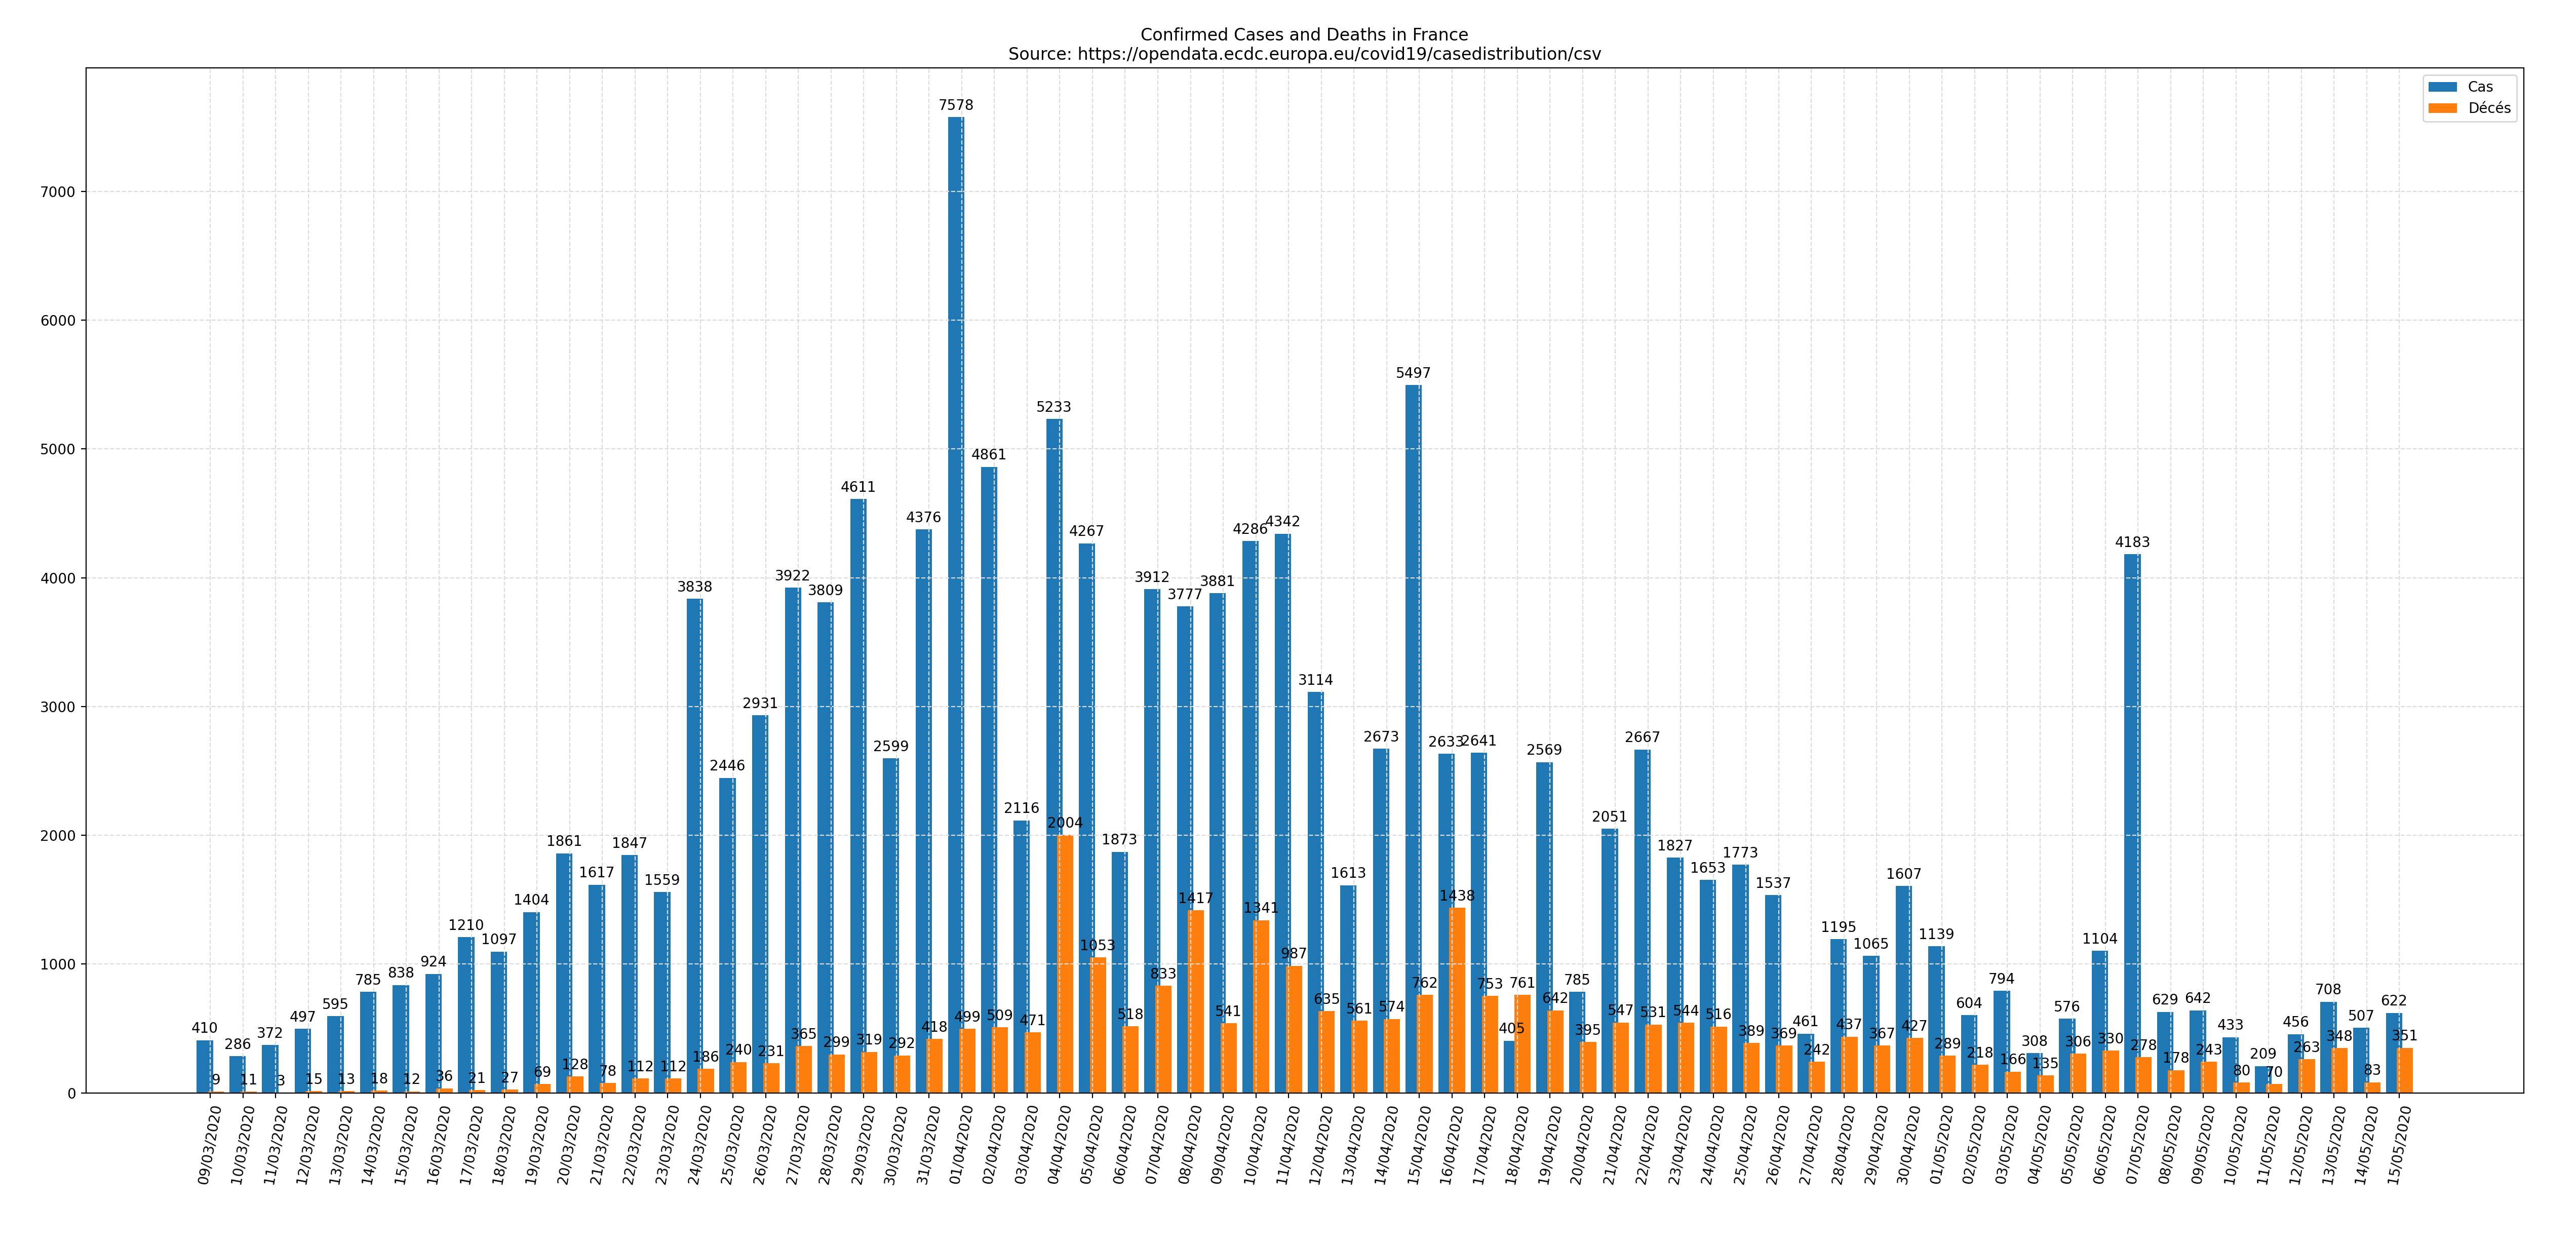 Confirmed Cases and Deaths in France
Source: https://opendata.ecdc.europa.eu/covid19/casedistribution/csv
Cas
Décés
7000
6000
5000
4000
3000
2000
1000
0
410 286 372 497 595 785 838 924 1210 1097 1404 1861 1617 1847 1559 3838 2446 2931 3922 3809 4611 2599 4376 7578 4861 2116 5233 4267 1873 3912 3777 3881 4286 4342 3114 1613 2673 5497 2633 2641 405 2569 785 2051 2667 1827 1653 1773 1537 461 1195 1065 1607 1139 604 794 308 576 1104 4183 629 642 433 209 456 708 507 622
9 11 3 15 13 18 12 36 21 27 69 128 78 112 112 186 240 231 365 299 319 292 418 499 509 471 2004 1053 518 833 1417 541 1341 987 635 561 574 762 1438 753 761 642 395 547 531 544 516 389 369 242 437 367 427 289 218 166 135 306 330 278 178 243 80 70 263 348 83 351
09/03/2020 10/03/2020 11/03/2020 12/03/2020 13/03/2020 14/03/2020 15/03/2020 16/03/2020 17/03/2020 18/03/2020 19/03/2020 20/03/2020 21/03/2020 22/03/2020 23/03/2020 24/03/2020 25/03/2020 26/03/2020 27/03/2020 28/03/2020 29/03/2020 30/03/2020 31/03/2020 01/04/2020 02/04/2020 03/04/2020 04/04/2020 05/04/2020 06/04/2020 07/04/2020 08/04/2020 09/04/2020 10/04/2020 11/04/2020 12/04/2020 13/04/2020 14/04/2020 15/04/2020 16/04/2020 17/04/2020 18/04/2020 19/04/2020 20/04/2020 21/04/2020 22/04/2020 23/04/2020 24/04/2020 25/04/2020 26/04/2020 27/04/2020 28/04/2020 29/04/2020 30/04/2020 01/05/2020 02/05/2020 03/05/2020 04/05/2020 05/05/2020 06/05/2020 07/05/2020 08/05/2020 09/05/2020 10/05/2020 11/05/2020 12/05/2020 13/05/2020 14/05/2020 15/05/2020